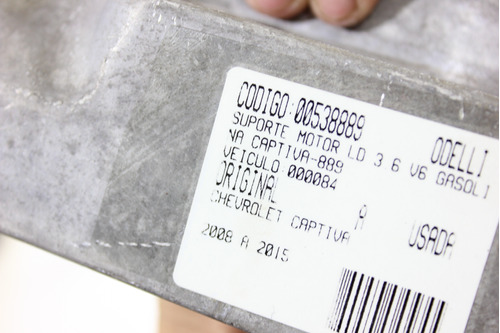 CODIGO:00538889 ODELLI
SUPORTE MOTOR LD 3 6 V6 GASOLI
NA CAPTIVA-889
VEICULO:000084
ORIGINAL A USADA
CHEVROLET CAPTIVA
2008 A 2015